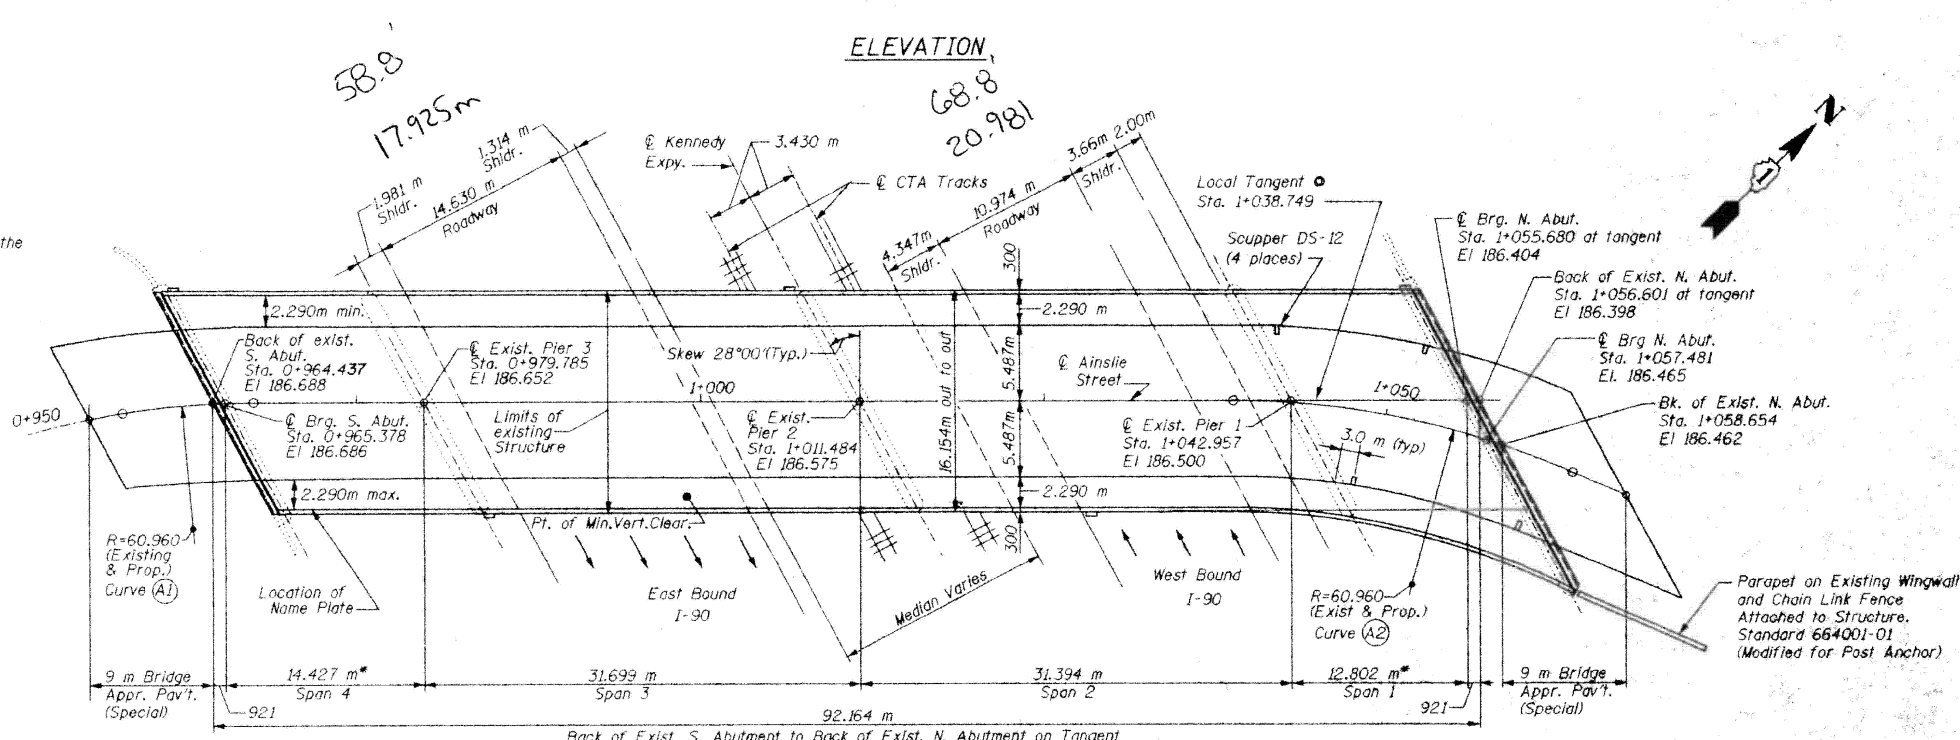 ELEVATION
58.8'
17.925m
68.8'
20.981
1.314 m
Shldr.
1.981 m
Shldr.
14.630 m
Roadway
℄ Kennedy
Expy.
3.430 m
℄ CTA Tracks
4.347m
Shldr.
10.974 m
Roadway
3.66m
Shldr.
2.00m
Local Tangent
Sta. 1+038.749
Scupper DS-12
(4 places)
℄ Brg. N. Abut.
Sta. 1+055.680 at tangent
El 186.404
Back of Exist. N. Abut.
Sta. 1+056.601 at tangent
El 186.398
℄ Brg N. Abut.
Sta. 1+057.481
El. 186.465
Bk. of Exist. N. Abut.
Sta. 1+058.654
El 186.462
N
1
the
300
2.290m min.
2.290 m
Back of exist.
S. Abut.
Sta. 0+964.437
El 186.688
℄ Exist. Pier 3
Sta. 0+979.785
El 186.652
Skew 28°00'(Typ.)
1+000
℄ Ainslie
Street
1+050
0+950
℄ Brg. S. Abut.
Sta. 0+965.378
El 186.686
Limits of
existing
Structure
℄ Exist.
Pier 2
Sta. 1+011.484
El 186.575
16.154m out to out
5.487m
5.487m
℄ Exist. Pier 1
Sta. 1+042.957
El 186.500
3.0 m (typ)
2.290m max.
2.290 m
300
Pt. of Min.Vert.Clear.
R=60.960
(Existing
& Prop.)
Curve A1
Location of
Name Plate
East Bound
I-90
Median Varies
West Bound
I-90
R=60.960
(Exist & Prop.)
Curve A2
Parapet on Existing Wingwall
and Chain Link Fence
Attached to Structure.
Standard 664001-01
(Modified for Post Anchor)
9 m Bridge
Appr. Pav't.
(Special)
14.427 m*
Span 4
31.699 m
Span 3
31.394 m
Span 2
12.802 m*
Span 1
9 m Bridge
Appr. Pav't.
(Special)
921
921
92.164 m
Back of Exist. S. Abutment to Back of Exist. N. Abutment on Tangent